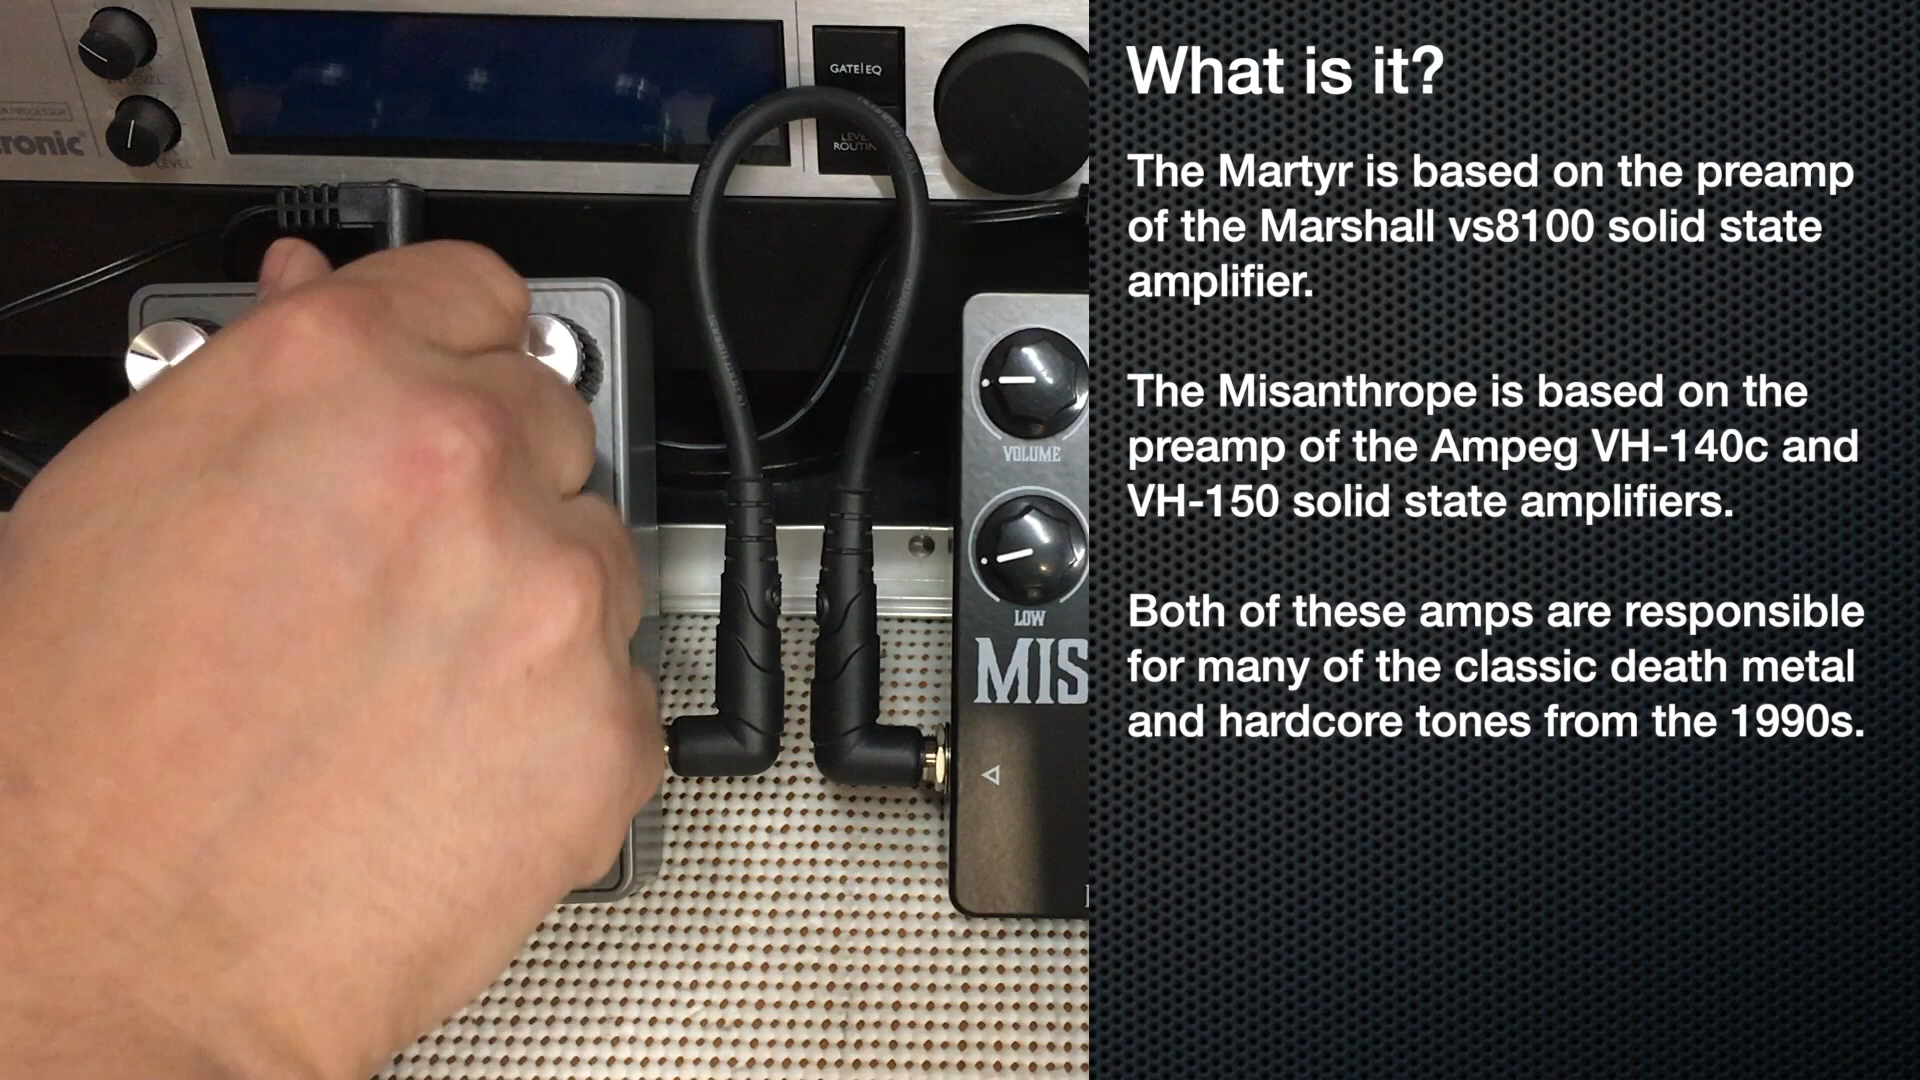 GATE|EQ
LEVEL
ronic
LEVEL
VOLUME
LOW
MIS
What is it?
The Martyr is based on the preamp
of the Marshall vs8100 solid state
amplifier.
The Misanthrope is based on the
preamp of the Ampeg VH-140c and
VH-150 solid state amplifiers.
Both of these amps are responsible
for many of the classic death metal
and hardcore tones from the 1990s.